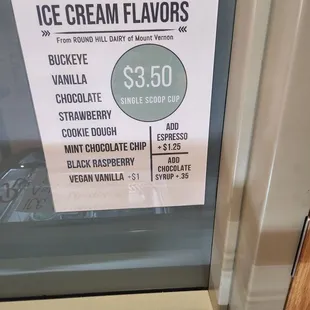 ICE CREAM FLAVORS
From ROUND HILL DAIRY of Mount Vernon
BUCKEYE
VANILLA
CHOCOLATE
STRAWBERRY
COOKIE DOUGH
MINT CHOCOLATE CHIP
BLACK RASPBERRY
VEGAN VANILLA +$1
$3.50
SINGLE SCOOP CUP
ADD
ESPRESSO
+ $1.25
ADD
CHOCOLATE
SYRUP + .35